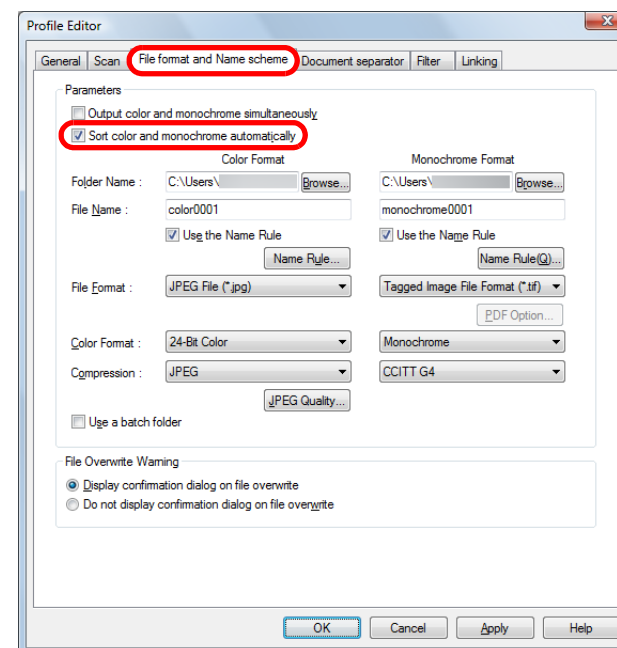 Profile Editor
General Scan File format and Name scheme Document separator Filter Linking
Parameters
Output color and monochrome simultaneously
Sort color and monochrome automatically
Color Format Monochrome Format
Folder Name : C:\Users\ Browse... C:\Users\ Browse...
File Name : color0001 monochrome0001
Use the Name Rule Use the Name Rule
Name Rule... Name Rule(Q)...
File Format : JPEG File (*.jpg) Tagged Image File Format (*.tif)
PDF Option...
Color Format : 24-Bit Color Monochrome
Compression : JPEG CCITT G4
JPEG Quality...
Use a batch folder
File Overwrite Warning
Display confirmation dialog on file overwrite
Do not display confirmation dialog on file overwrite
OK Cancel Apply Help